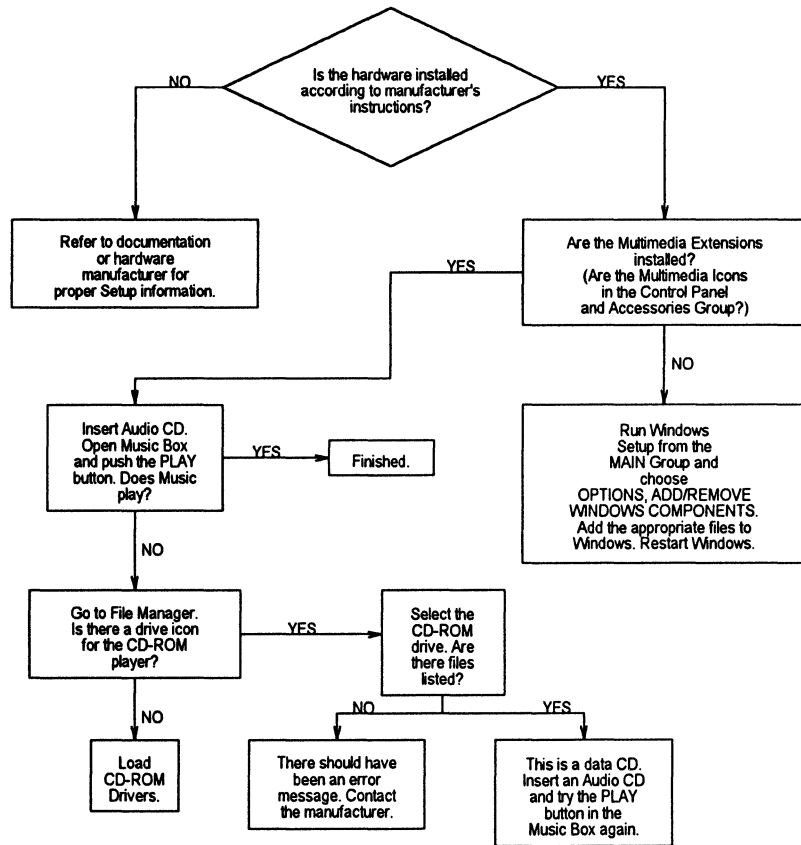 Is the hardware installed
according to manufacturer's
instructions?
NO
YES
Refer to documentation
or hardware
manufacturer for
proper Setup information.
Are the Multimedia Extensions
installed?
(Are the Multimedia Icons
in the Control Panel
and Accessories Group?)
YES
NO
Insert Audio CD.
Open Music Box
and push the PLAY
button. Does Music
play?
YES
Finished.
Run Windows
Setup from the
MAIN Group and
choose
OPTIONS, ADD/REMOVE
WINDOWS COMPONENTS.
Add the appropriate files to
Windows. Restart Windows.
NO
Go to File Manager.
Is there a drive icon
for the CD-ROM
player?
YES
Select the
CD-ROM
drive. Are
there files
listed?
NO
NO
YES
Load
CD-ROM
Drivers.
There should have
been an error
message. Contact
the manufacturer.
This is a data CD.
Insert an Audio CD
and try the PLAY
button in the
Music Box again.